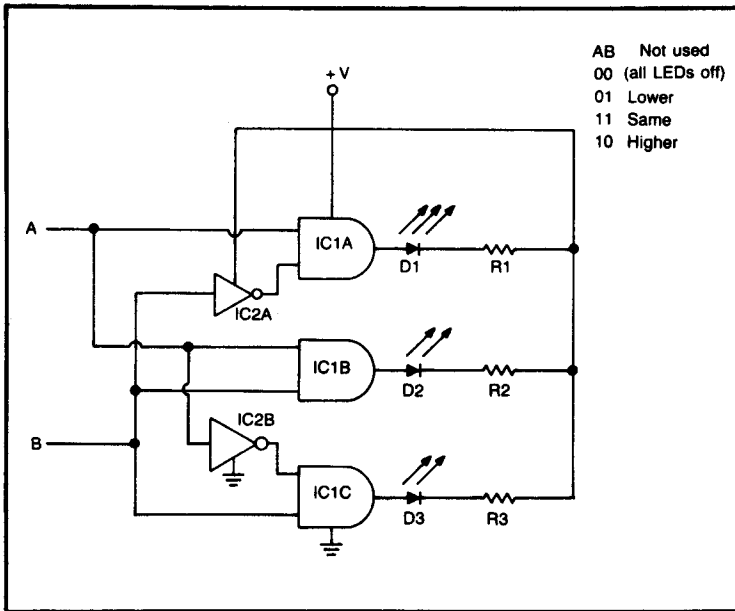 AB Not used
00 (all LEDs off)
01 Lower
11 Same
10 Higher
+ V
A
IC1A
D1
R1
IC2A
IC1B
D2
R2
IC2B
B
IC1C
D3
R3